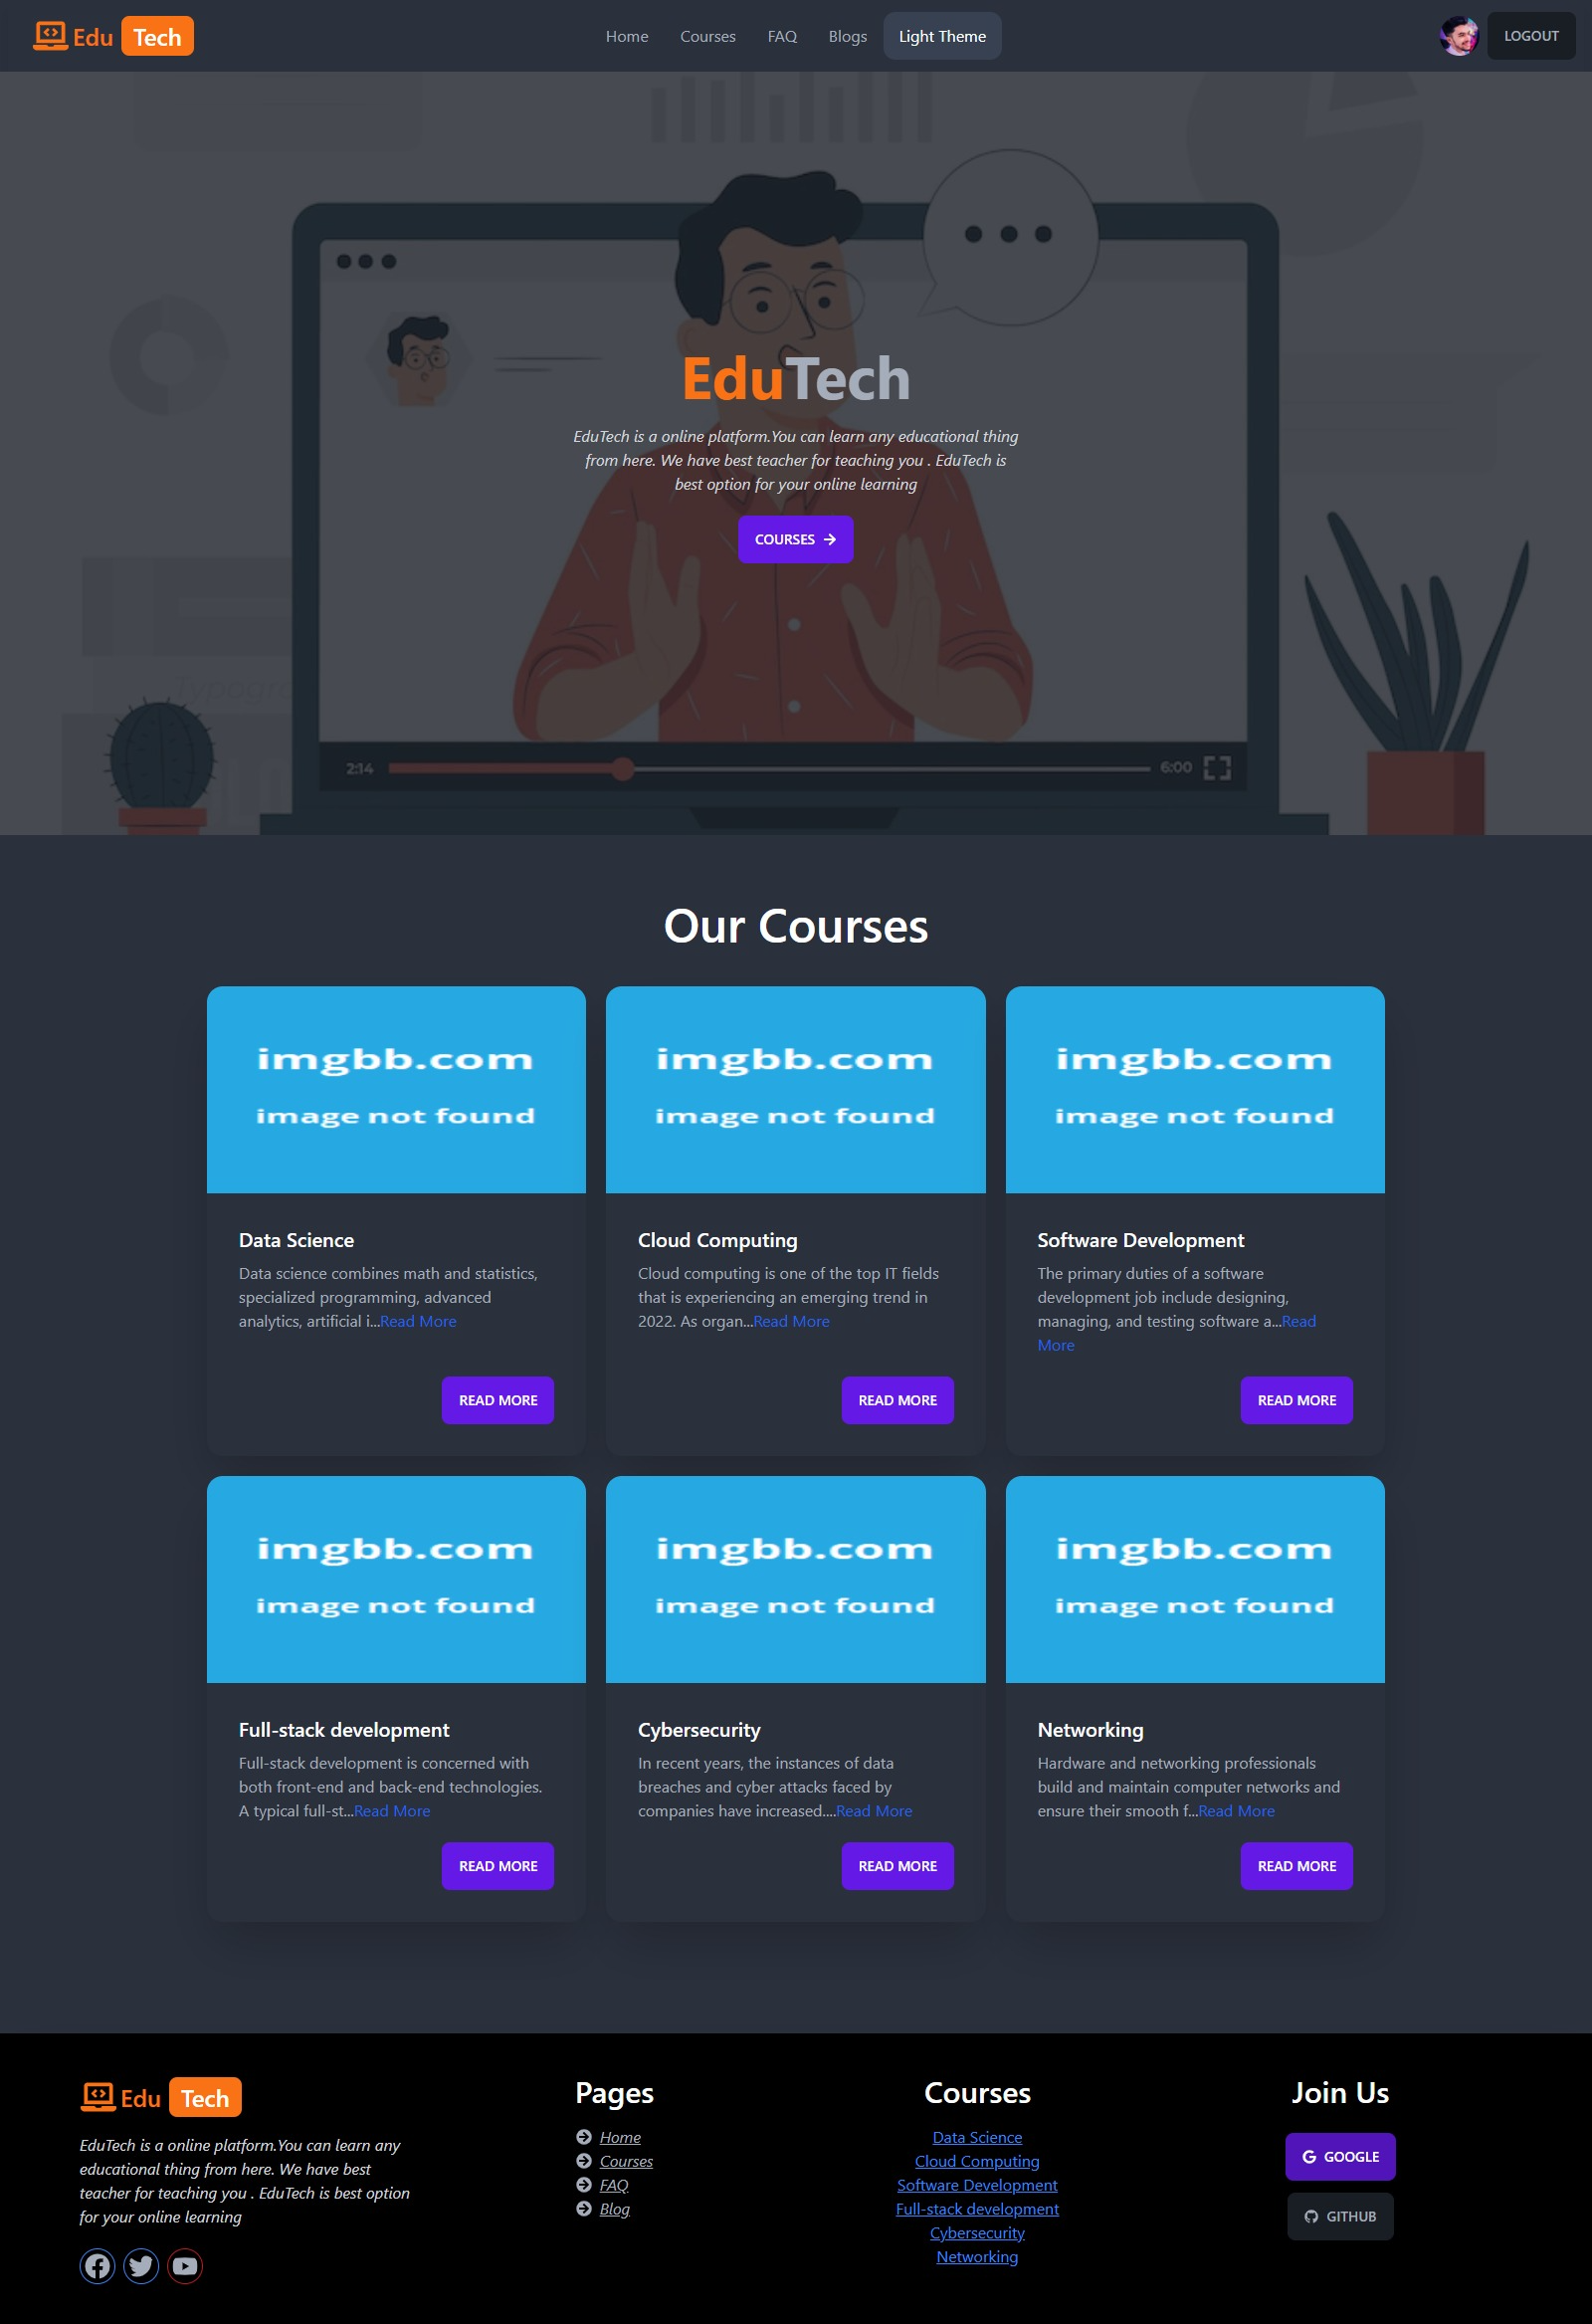 Edu Tech
Home
Courses
FAQ
Blogs
Light Theme
LOGOUT
EduTech
EduTech is a online platform.You can learn any educational thing
from here. We have best teacher for teaching you . EduTech is
best option for your online learning
COURSES
Typogra
2:14
6:00
Our Courses
imgbb.com
image not found
imgbb.com
image not found
imgbb.com
image not found
Data Science
Data science combines math and statistics,
specialized programming, advanced
analytics, artificial i...Read More
READ MORE
Cloud Computing
Cloud computing is one of the top IT fields
that is experiencing an emerging trend in
2022. As organ...Read More
READ MORE
Software Development
The primary duties of a software
development job include designing,
managing, and testing software a...Read
More
READ MORE
imgbb.com
image not found
imgbb.com
image not found
imgbb.com
image not found
Full-stack development
Full-stack development is concerned with
both front-end and back-end technologies.
A typical full-st...Read More
READ MORE
Cybersecurity
In recent years, the instances of data
breaches and cyber attacks faced by
companies have increased....Read More
READ MORE
Networking
Hardware and networking professionals
build and maintain computer networks and
ensure their smooth f...Read More
READ MORE
Edu Tech
EduTech is a online platform.You can learn any
educational thing from here. We have best
teacher for teaching you . EduTech is best option
for your online learning
Pages
Home
Courses
FAQ
Blog
Courses
Data Science
Cloud Computing
Software Development
Full-stack development
Cybersecurity
Networking
Join Us
GOOGLE
GITHUB